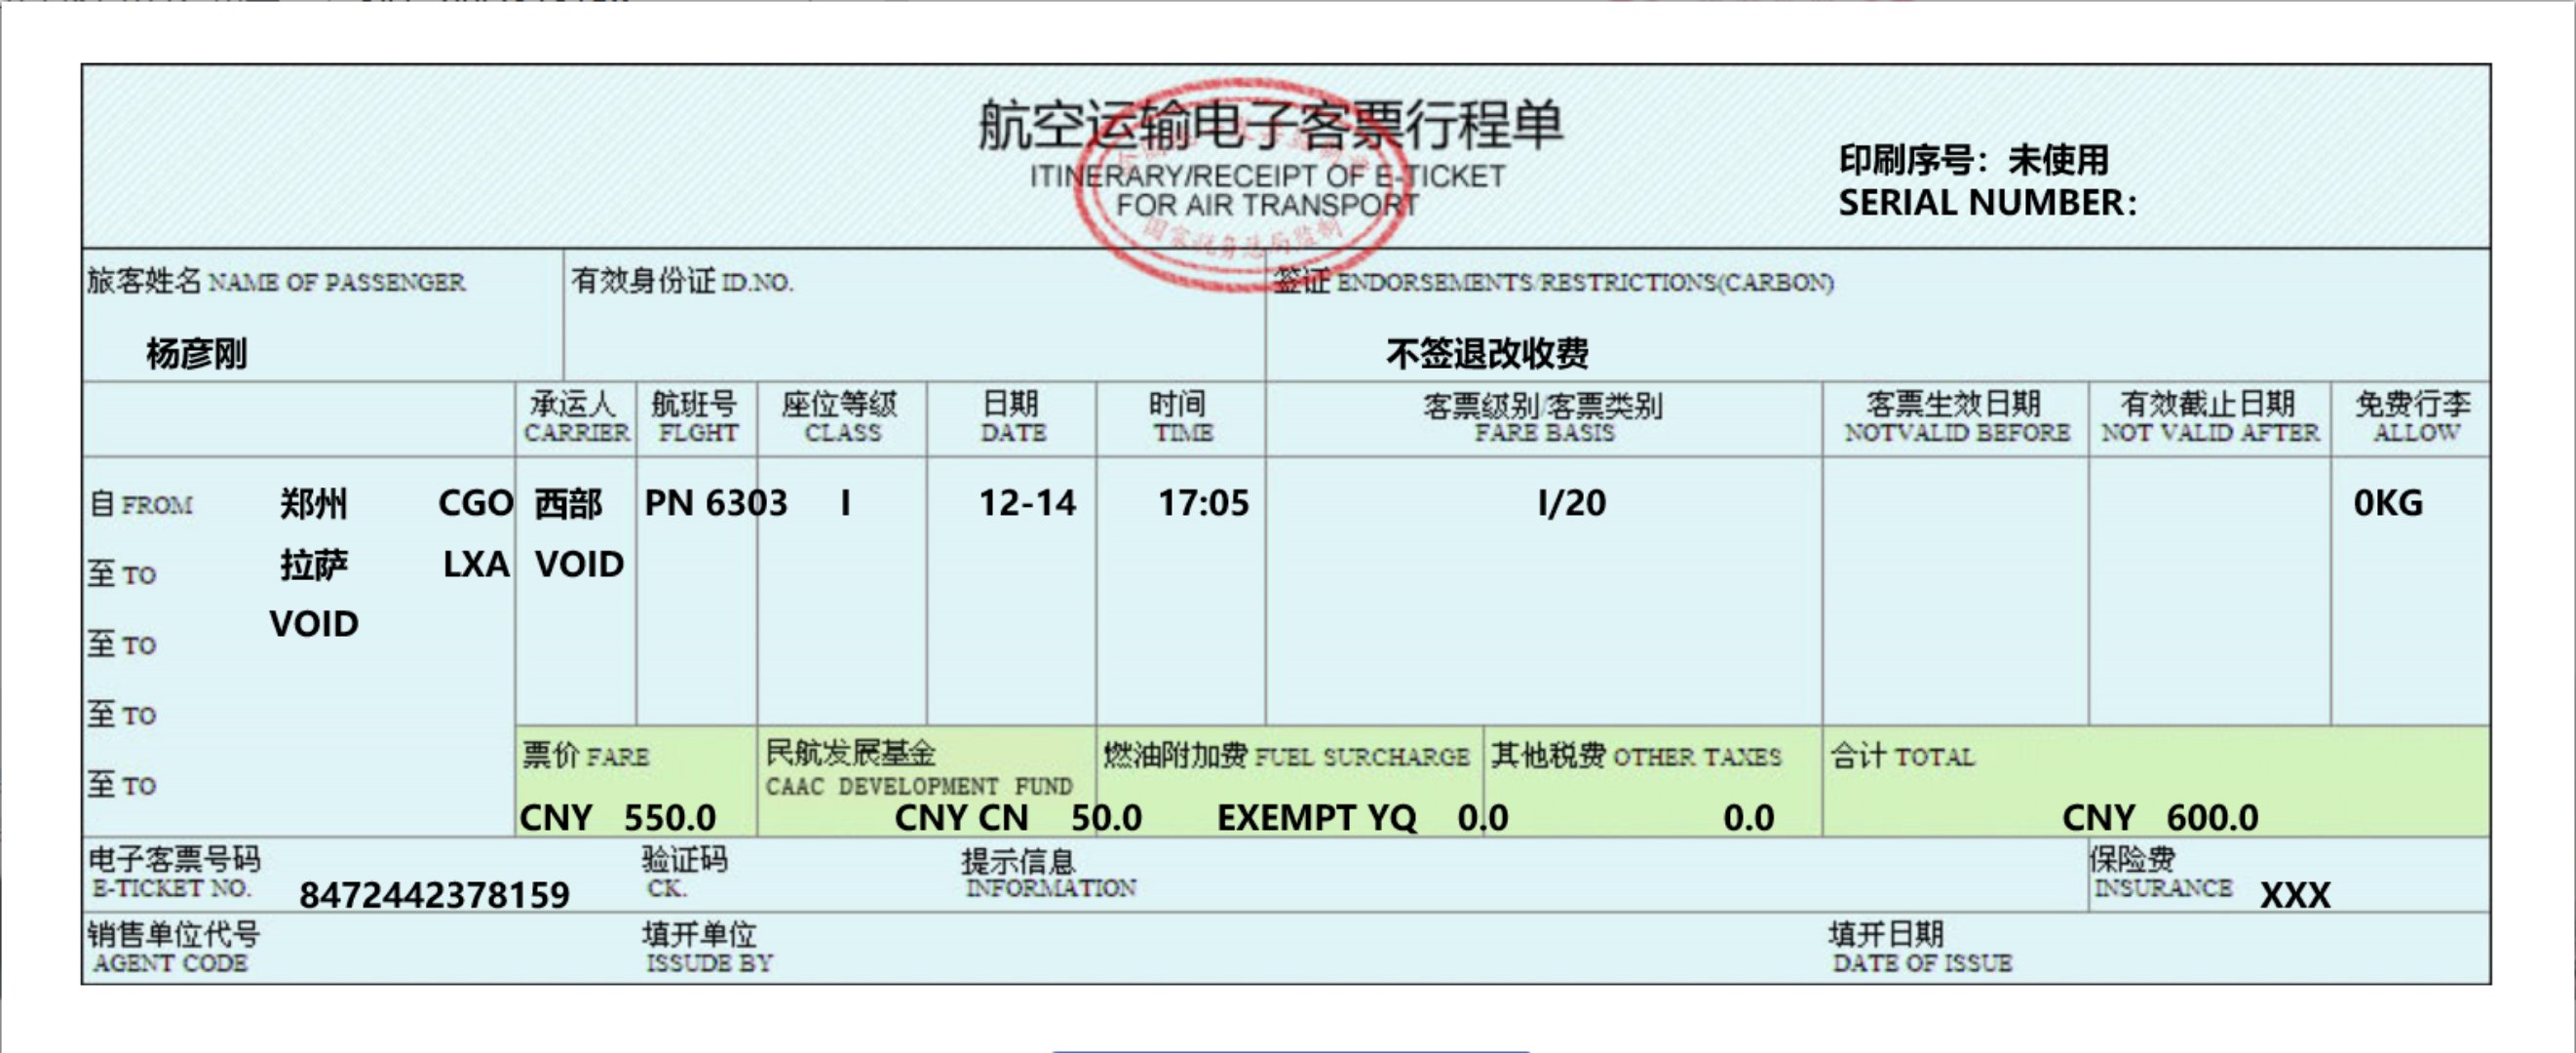 航空运输电子客票行程单
ITINERARY/RECEIPT OF E-TICKET
FOR AIR TRANSPORT
国家税务总局监制
印刷序号：未使用
SERIAL NUMBER：
旅客姓名 NAME OF PASSENGER 有效身份证 ID.NO. 签证 ENDORSEMENTS/RESTRICTIONS(CARBON)
杨彦刚 不签退改收费
承运人 航班号 座位等级 日期 时间 客票级别/客票类别 客票生效日期 有效截止日期 免费行李
CARRIER FLGHT CLASS DATE TIME FARE BASIS NOTVALID BEFORE NOT VALID AFTER ALLOW
自 FROM 郑州 CGO 西部 PN 6303 I 12-14 17:05 I/20 0KG
至 TO 拉萨 LXA VOID
至 TO VOID
至 TO
至 TO
票价 FARE 民航发展基金 燃油附加费 FUEL SURCHARGE 其他税费 OTHER TAXES 合计 TOTAL
CAAC DEVELOPMENT FUND
CNY 550.0 CNY CN 50.0 EXEMPT YQ 0.0 0.0 CNY 600.0
电子客票号码 验证码 提示信息 保险费
E-TICKET NO. 8472442378159 CK. INFORMATION INSURANCE XXX
销售单位代号 填开单位 填开日期
AGENT CODE ISSUDE BY DATE OF ISSUE